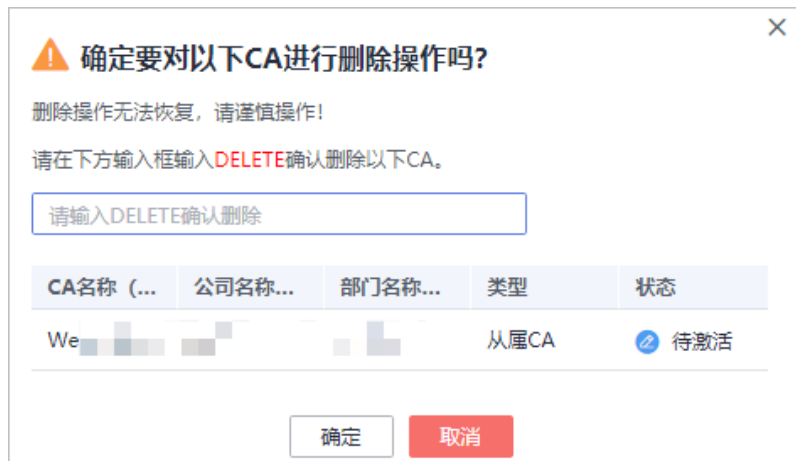 确定要对以下CA进行删除操作吗?
删除操作无法恢复，请谨慎操作!
请在下方输入框输入DELETE确认删除以下CA。
请输入DELETE确认删除
CA名称（... 公司名称... 部门名称... 类型 状态
We 从属CA 待激活
确定 取消